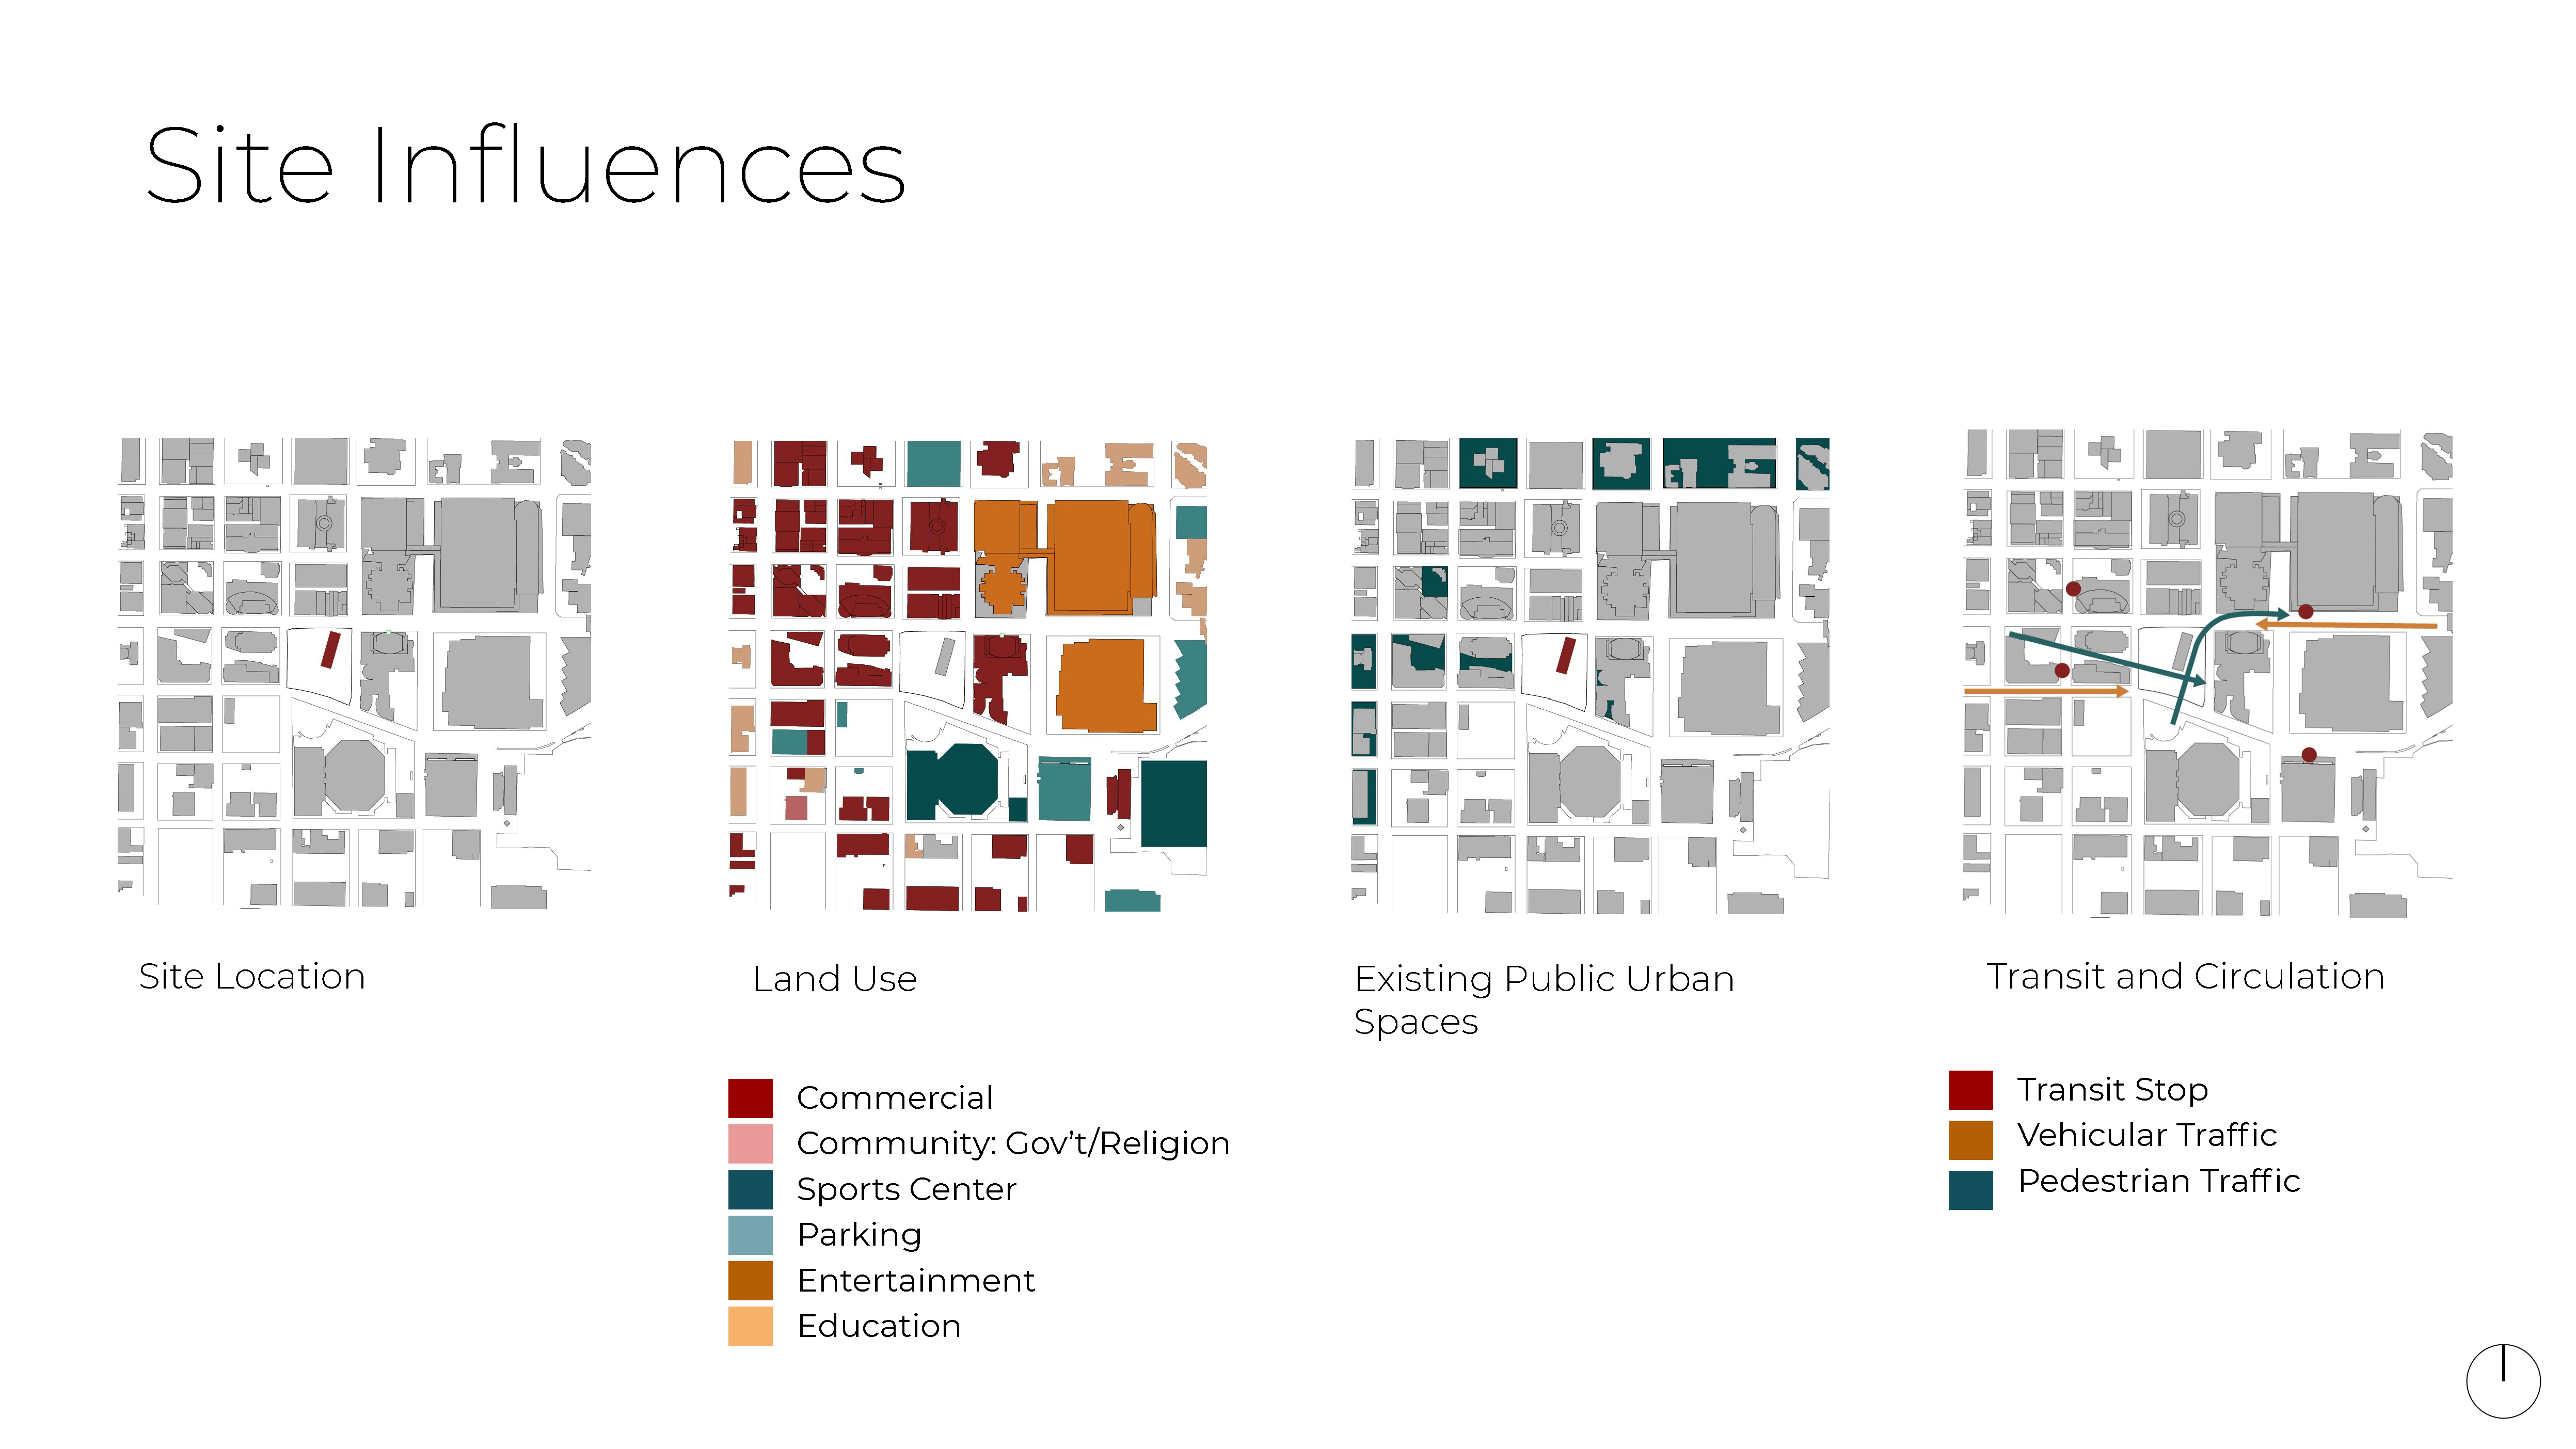 Site Influences
Site Location
Land Use
Existing Public Urban
Spaces
Transit and Circulation
Commercial
Community: Gov’t/Religion
Sports Center
Parking
Entertainment
Education
Transit Stop
Vehicular Traffic
Pedestrian Traffic